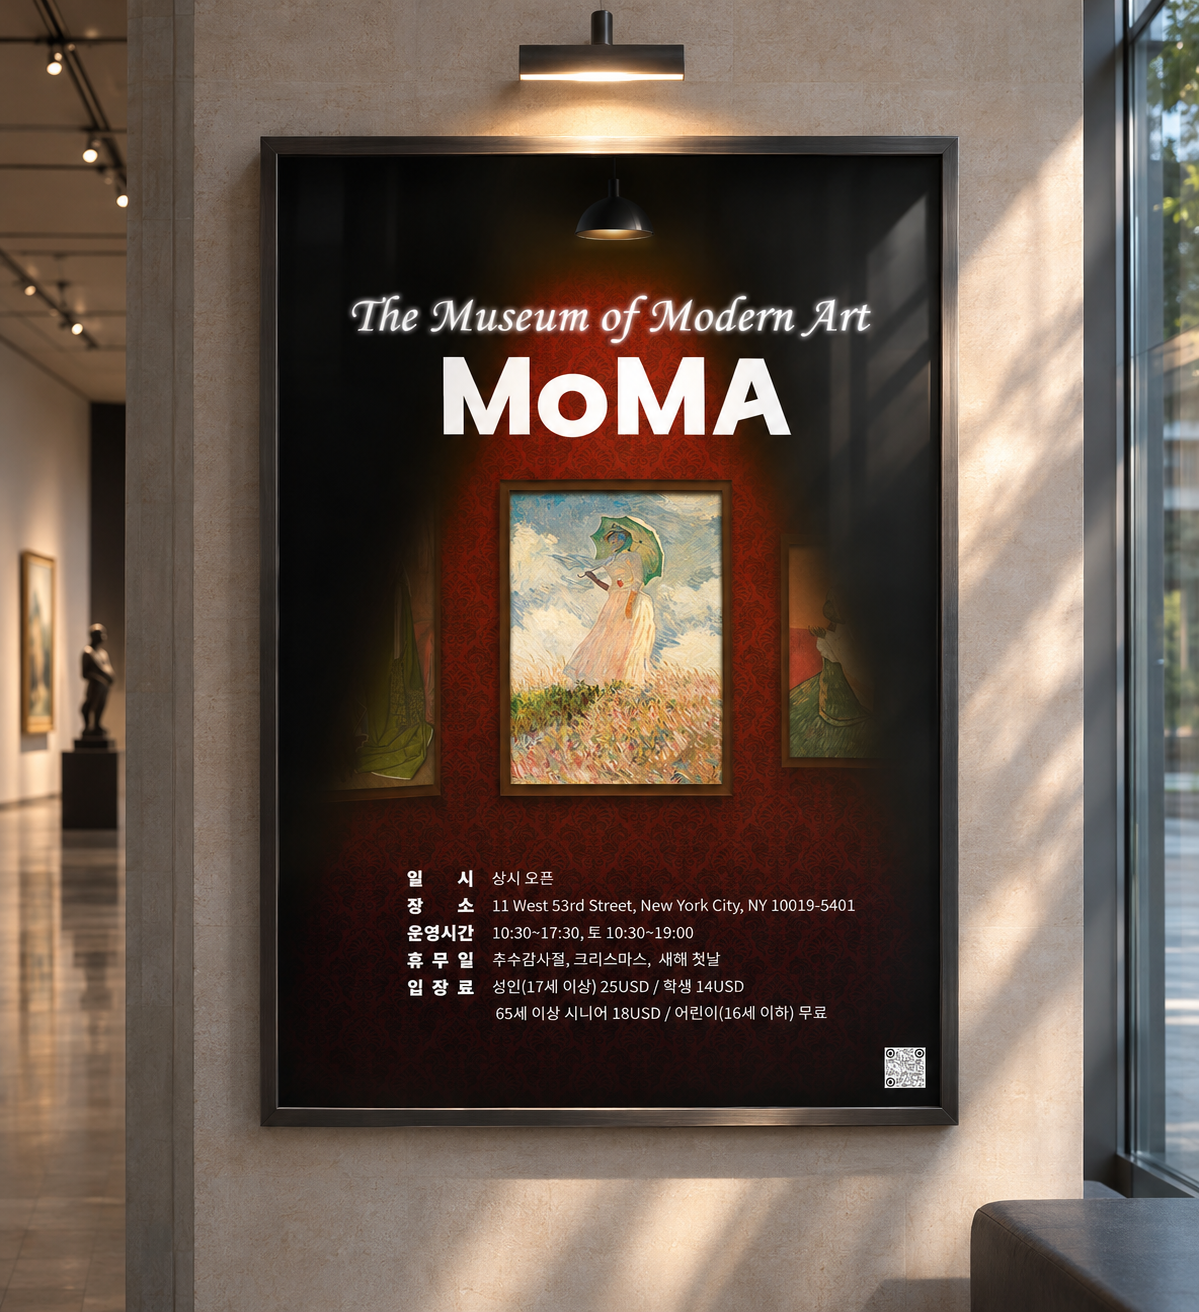 The Museum of Modern Art
MoMA
일 시 상시 오픈
장 소 11 West 53rd Street, New York City, NY 10019-5401
운영시간 10:30~17:30, 토 10:30~19:00
휴 무 일 추수감사절, 크리스마스, 새해 첫날
입 장 료 성인(17세 이상) 25USD / 학생 14USD
65세 이상 시니어 18USD / 어린이(16세 이하) 무료